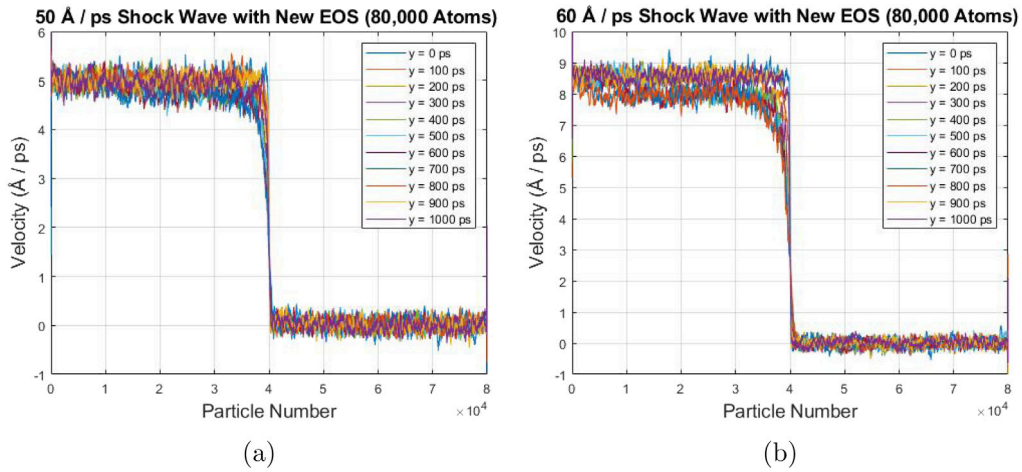 50 Å / ps Shock Wave with New EOS (80,000 Atoms)
6
5
4
3
2
1
0
-1
Velocity (Å / ps)
y = 0 ps
y = 100 ps
y = 200 ps
y = 300 ps
y = 400 ps
y = 500 ps
y = 600 ps
y = 700 ps
y = 800 ps
y = 900 ps
y = 1000 ps
0 1 2 3 4 5 6 7 8
× 10⁴
Particle Number
(a)
60 Å / ps Shock Wave with New EOS (80,000 Atoms)
10
9
8
7
6
5
4
3
2
1
0
-1
Velocity (Å / ps)
y = 0 ps
y = 100 ps
y = 200 ps
y = 300 ps
y = 400 ps
y = 500 ps
y = 600 ps
y = 700 ps
y = 800 ps
y = 900 ps
y = 1000 ps
0 1 2 3 4 5 6 7 8
× 10⁴
Particle Number
(b)